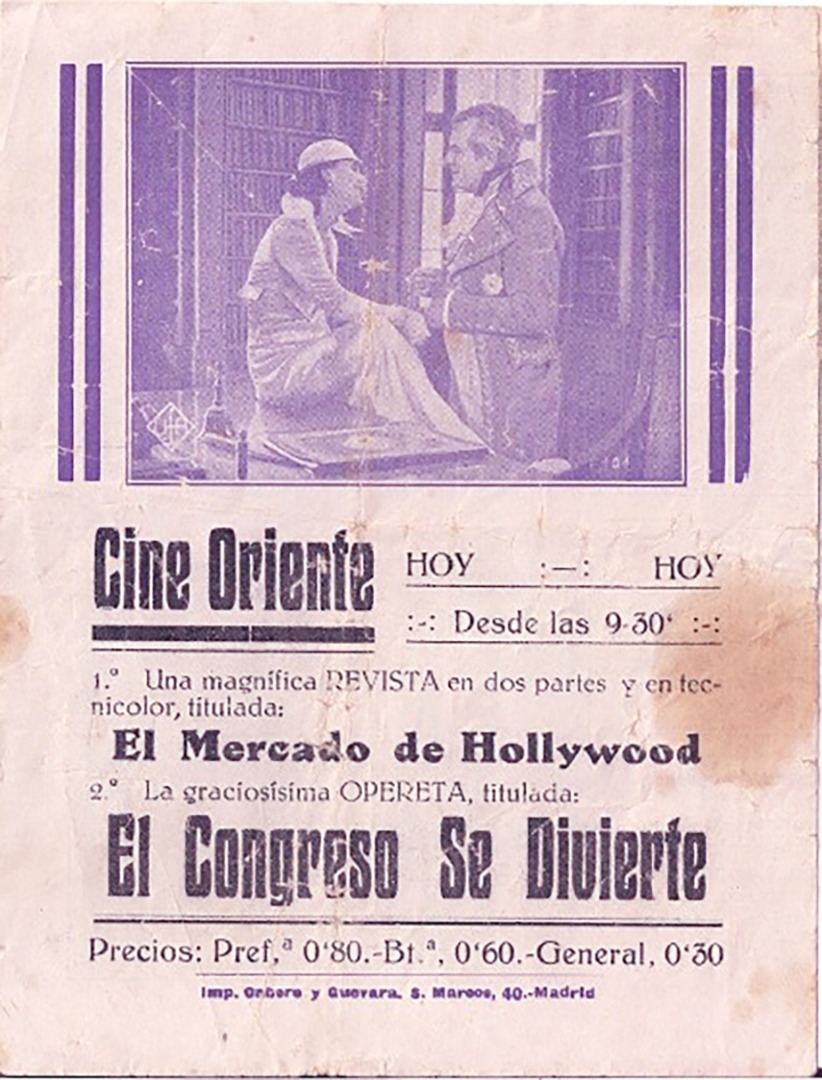 UFA
101
Cine Oriente
HOY :—: HOY
:-: Desde las 9-30‘ :-:
1.º Una magnífica REVISTA en dos partes y en tec-
nicolor, titulada:
El Mercado de Hollywood
2.º La graciosísima OPERETA, titulada:
El Congreso Se Divierte
Precios: Pref,ª 0‘80.-Bt.ª, 0‘60.-General, 0‘30
Imp. y Guevara. S. Marcos, 40.-Madrid